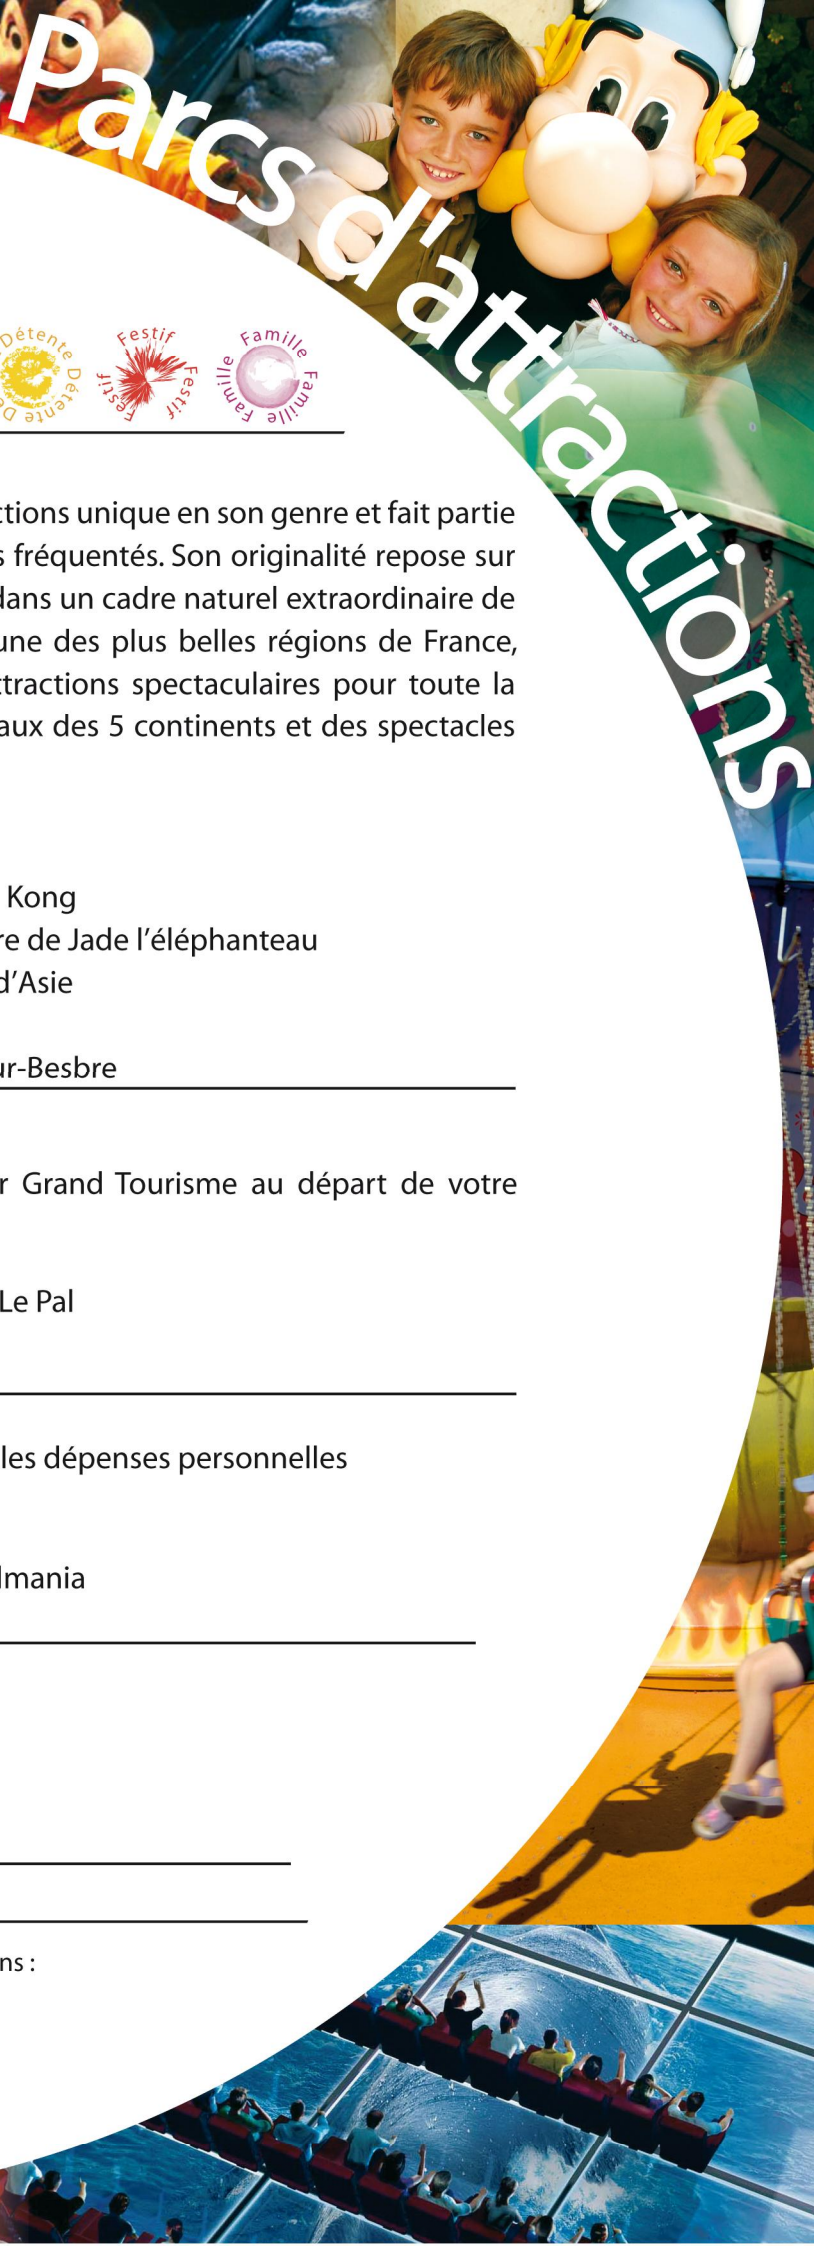 Parcs d'attractions
Détente Détente Dé
Festif Festif Festif Festif
Famille Famille Famille
ctions unique en son genre et fait partie
s fréquentés. Son originalité repose sur
dans un cadre naturel extraordinaire de
une des plus belles régions de France,
ttractions spectaculaires pour toute la
aux des 5 continents et des spectacles
Kong
re de Jade l'éléphanteau
d'Asie
ur-Besbre
r Grand Tourisme au départ de votre
Le Pal
les dépenses personnelles
lmania
ns :